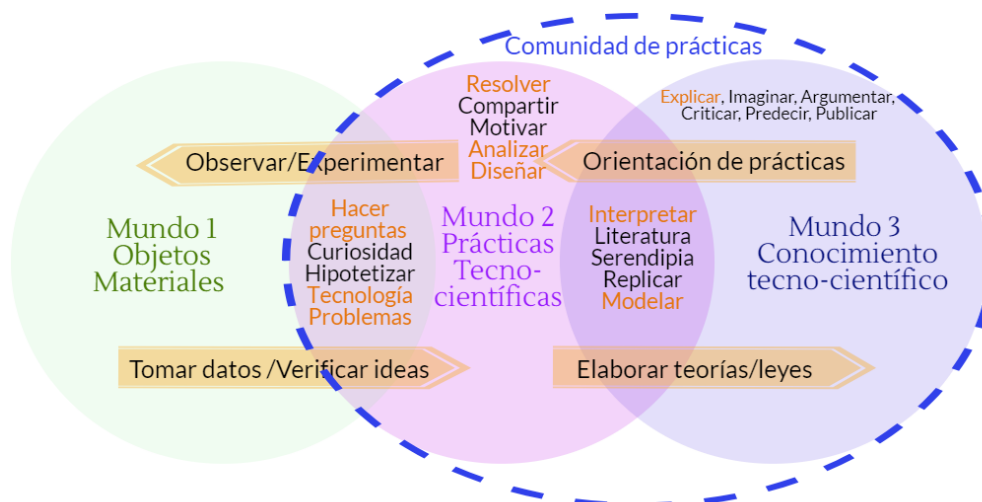 Comunidad de prácticas
Resolver
Compartir
Motivar
Analizar
Diseñar
Explicar, Imaginar, Argumentar,
Criticar, Predecir, Publicar
Observar/Experimentar
Orientación de prácticas
Mundo 1
Objetos
Materiales
Hacer
preguntas
Curiosidad
Hipotetizar
Tecnología
Problemas
Mundo 2
Prácticas
Tecno-
científicas
Interpretar
Literatura
Serendipia
Replicar
Modelar
Mundo 3
Conocimiento
tecno-científico
Tomar datos /Verificar ideas
Elaborar teorías/leyes